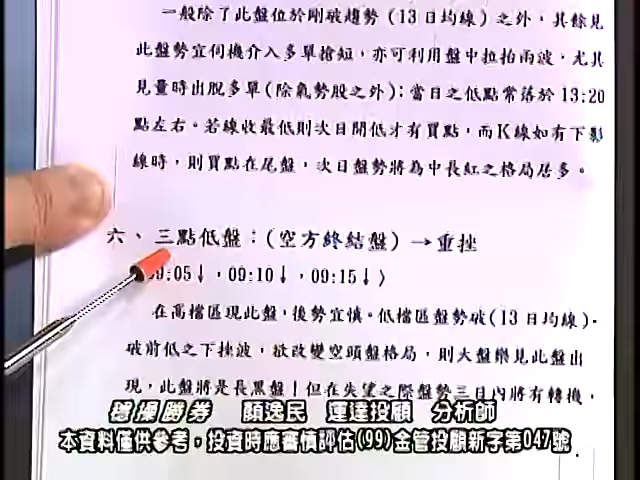 一般除了此盤位於剛破趨勢(13日均線)之外，其餘見
此盤勢宜伺機介入多單搶短，亦可利用盤中拉抬兩波，尤其
見量時出脫多單(除氣勢股之外)；當日之低點常落於13:20
點左右。若線收最低則次日開低才有買點，而K線如有下影
線時，則買點在尾盤，次日盤勢將為中長紅之格局居多。
六、三點低盤：(空方終結盤)→重挫
09:05↓，09:10↓，09:15↓〉
在高檔區現此盤，後勢宜慎。低檔區盤勢破(13日均線)，
破前低之下挫波，欲改變空頭盤格局，則大盤樂見此盤出
現，此盤將是長黑盤！但在失望之際盤勢三日內將有轉機，
穩操勝券 顏逸民 運達投顧 分析師
本資料僅供參考，投資時應審慎評估(99)金管投顧新字第047號